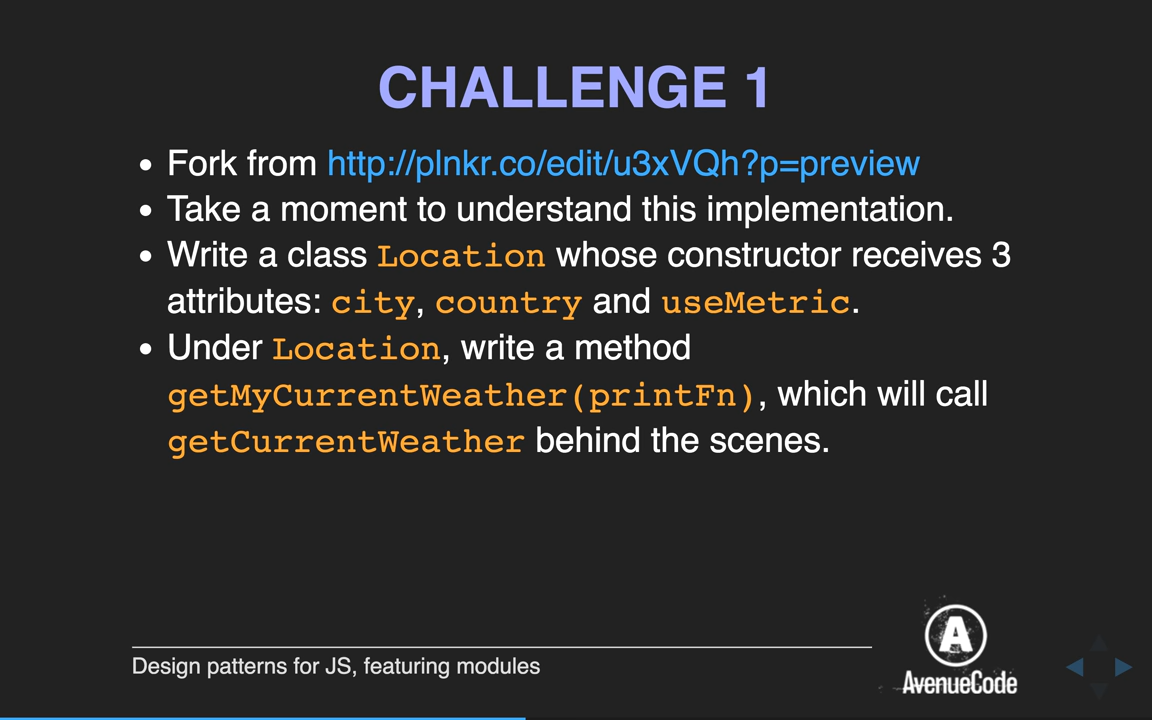 CHALLENGE 1
• Fork from http://plnkr.co/edit/u3xVQh?p=preview
• Take a moment to understand this implementation.
• Write a class Location whose constructor receives 3
attributes: city, country and useMetric.
• Under Location, write a method
getMyCurrentWeather(printFn), which will call
getCurrentWeather behind the scenes.
Design patterns for JS, featuring modules
A
AvenueCode